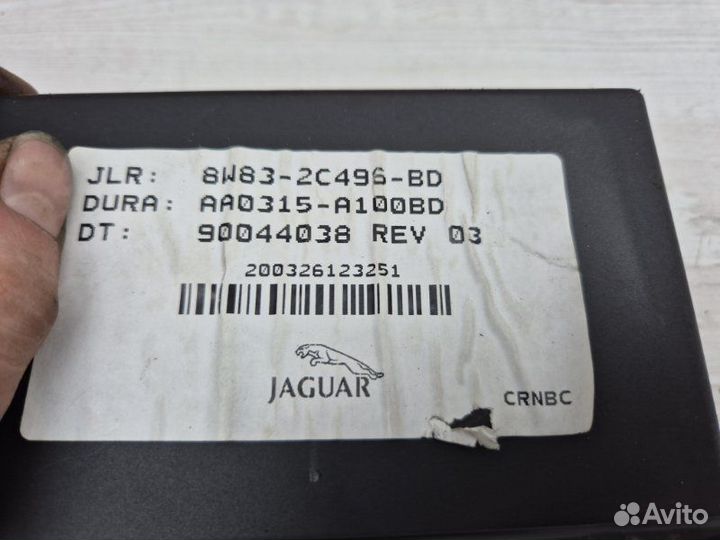 JLR: 8W83-2C496-BD
DURA: AA0315-A100BD
DT: 90044038 REV 03
200326123251
JAGUAR
CRNBC
Avito